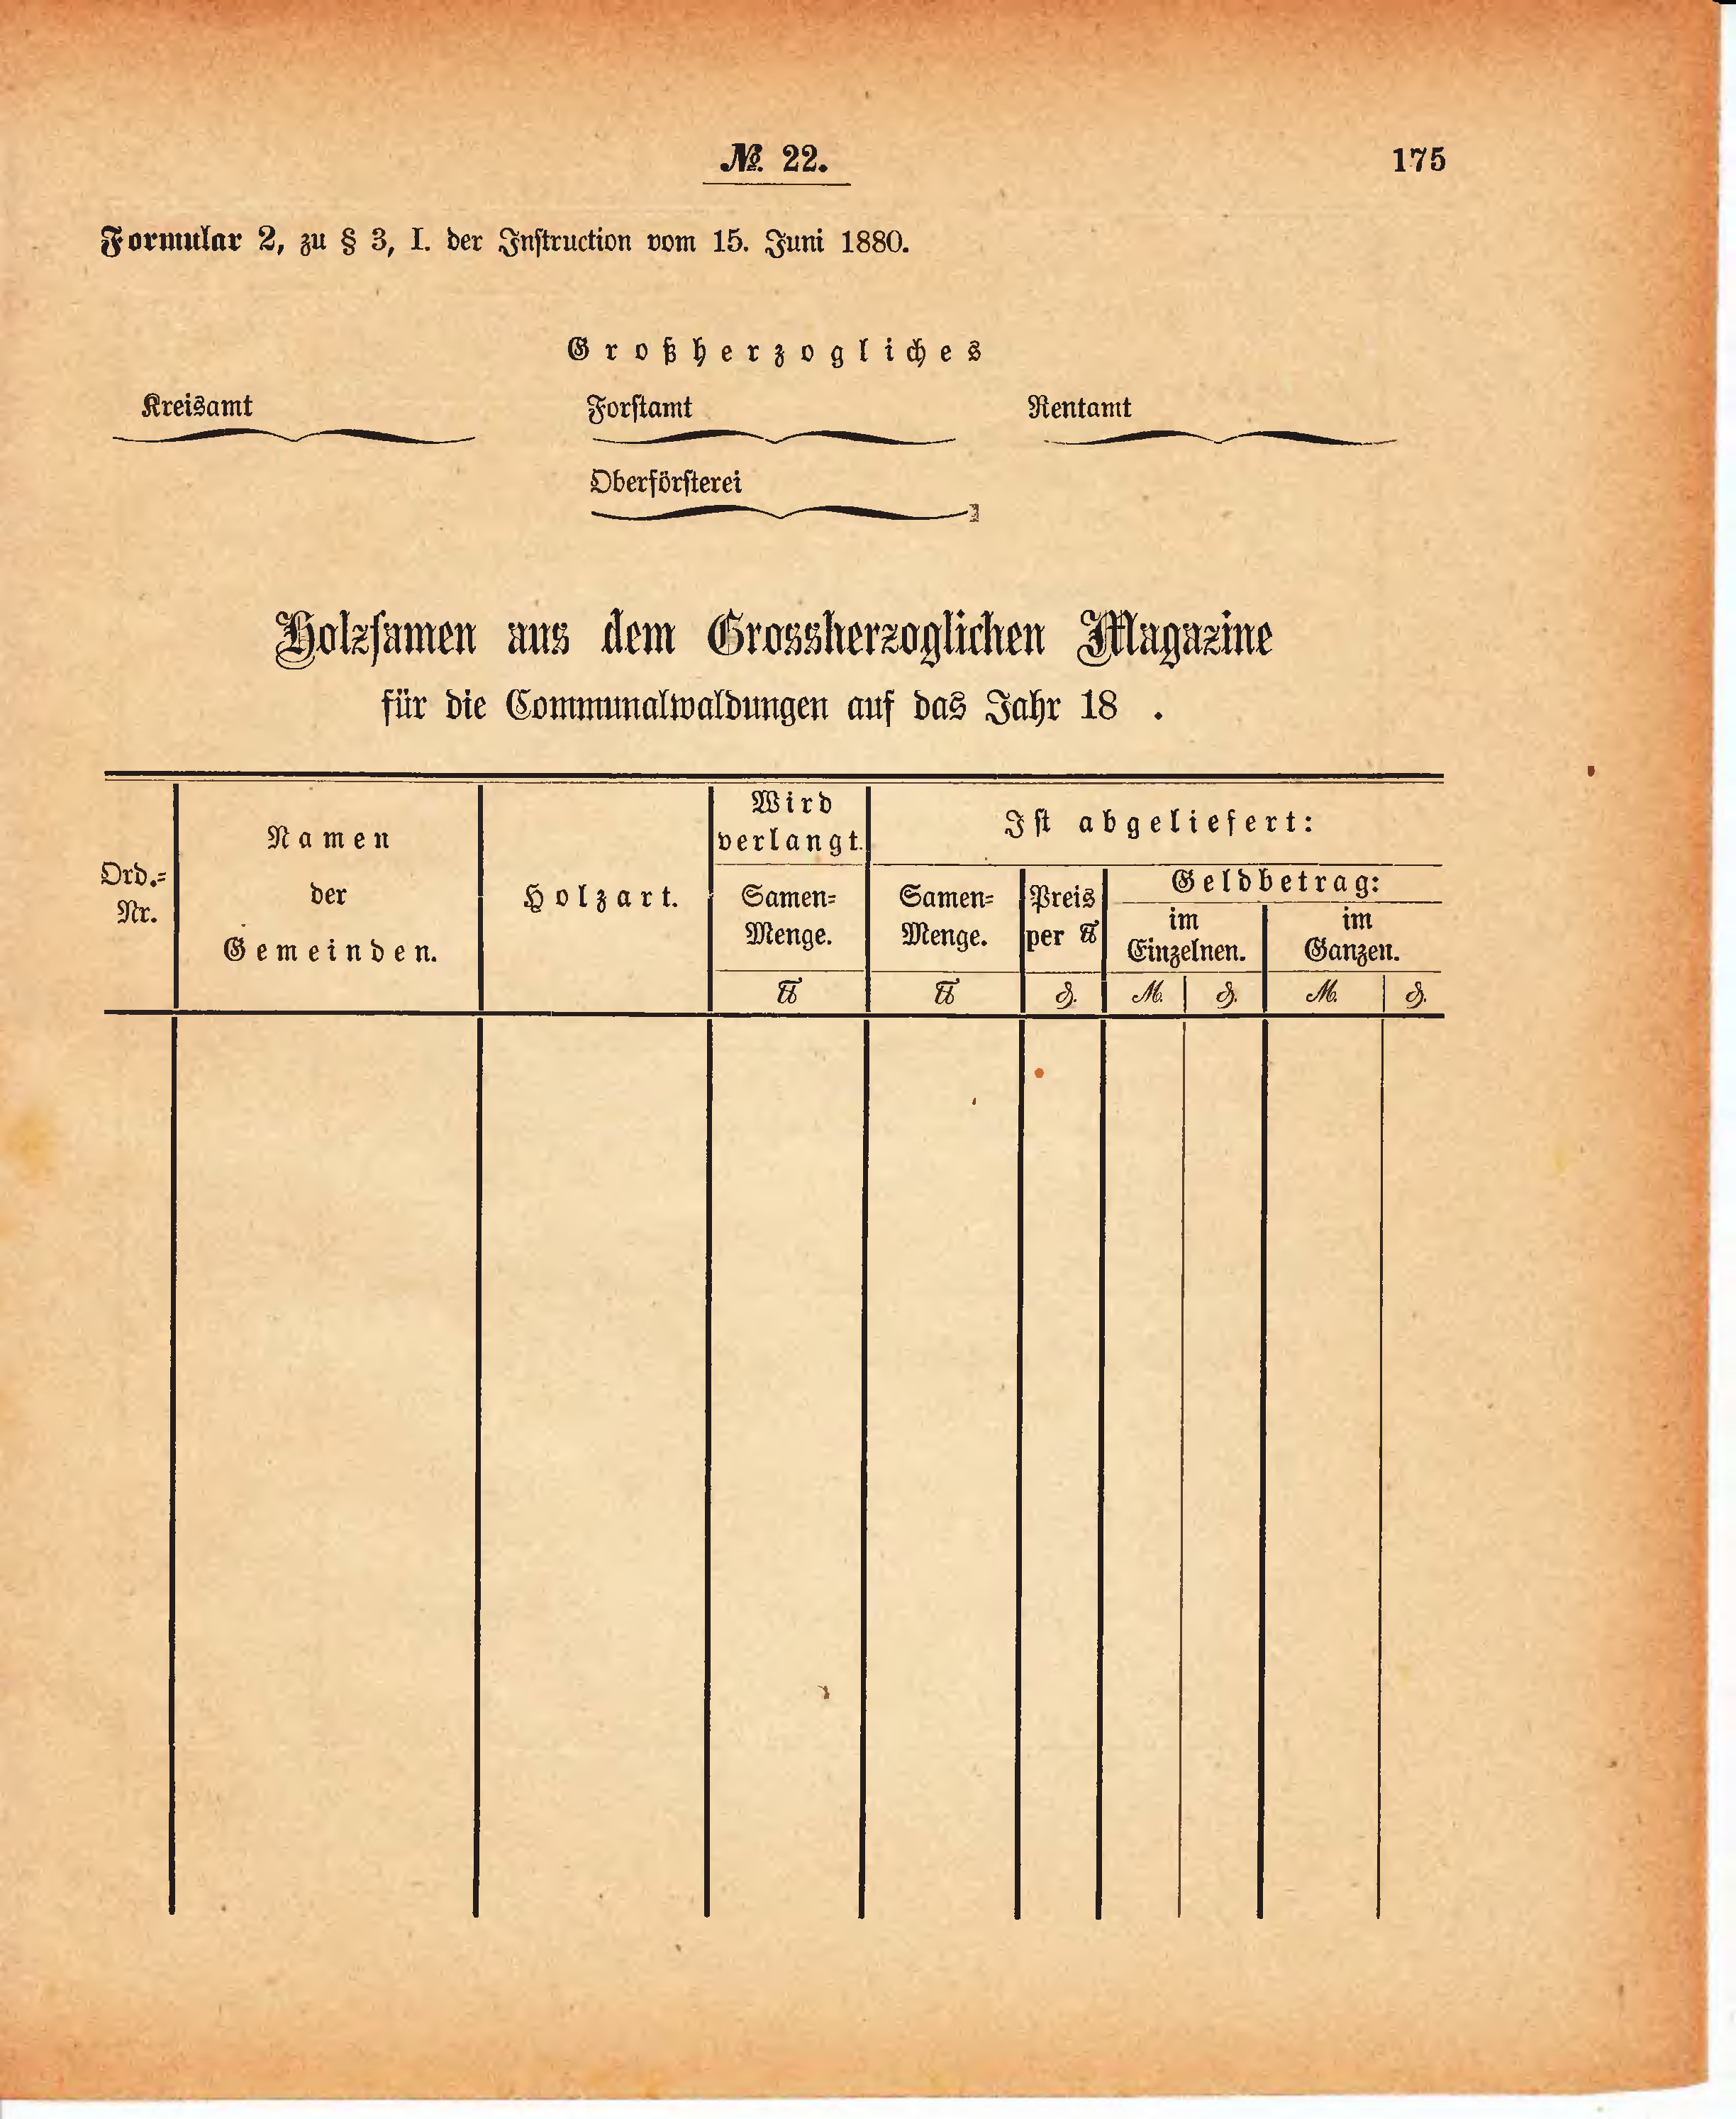 №. 22.
175
Formular 2, zu § 3, I. der Inſtruction vom 15. Juni 1880.
Großherzogliches
Kreisamt Forſtamt Rentamt
Oberförſterei
Holzſamen aus dem Grossherzoglichen Magazine
für die Communalwaldungen auf das Jahr 18 .
Ord.=
Nr.
Namen
der
Gemeinden.
Holzart.
Wird
verlangt.
Samen=
Menge.
℔
Iſt abgeliefert:
Samen=
Menge.
℔
Preis
per ℔
₰.
Geldbetrag:
im
Einzelnen.
ℳ. ₰.
im
Ganzen.
ℳ. ₰.